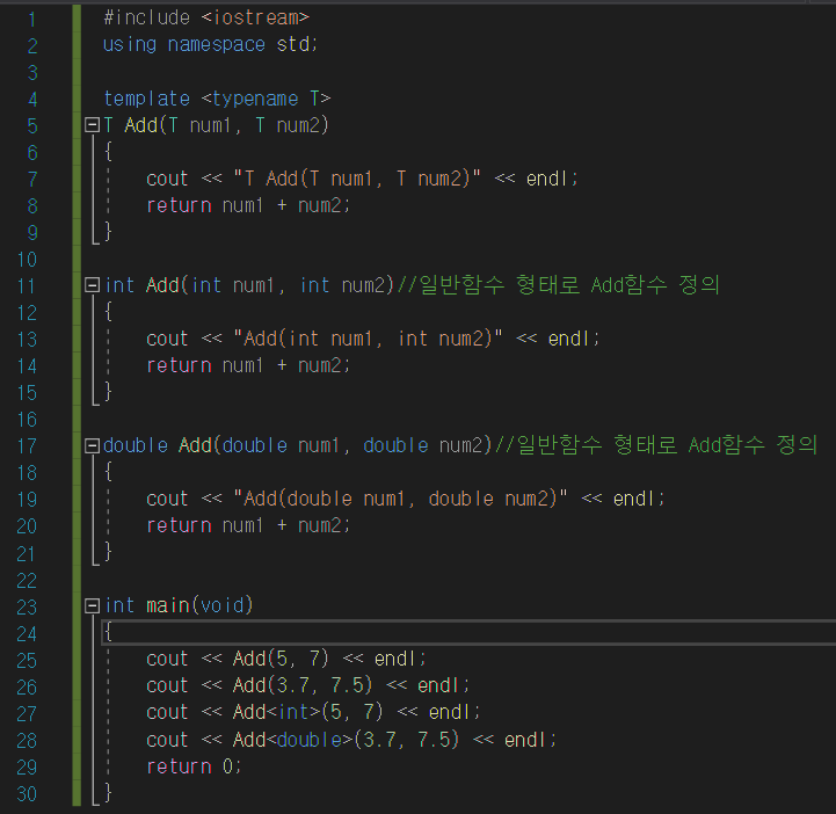 1 #include <iostream>
2 using namespace std;
3
4 template <typename T>
5 T Add(T num1, T num2)
6 {
7 cout << "T Add(T num1, T num2)" << endl;
8 return num1 + num2;
9 }
10
11 int Add(int num1, int num2)//일반함수 형태로 Add함수 정의
12 {
13 cout << "Add(int num1, int num2)" << endl;
14 return num1 + num2;
15 }
16
17 double Add(double num1, double num2)//일반함수 형태로 Add함수 정의
18 {
19 cout << "Add(double num1, double num2)" << endl;
20 return num1 + num2;
21 }
22
23 int main(void)
24 {
25 cout << Add(5, 7) << endl;
26 cout << Add(3.7, 7.5) << endl;
27 cout << Add<int>(5, 7) << endl;
28 cout << Add<double>(3.7, 7.5) << endl;
29 return 0;
30 }